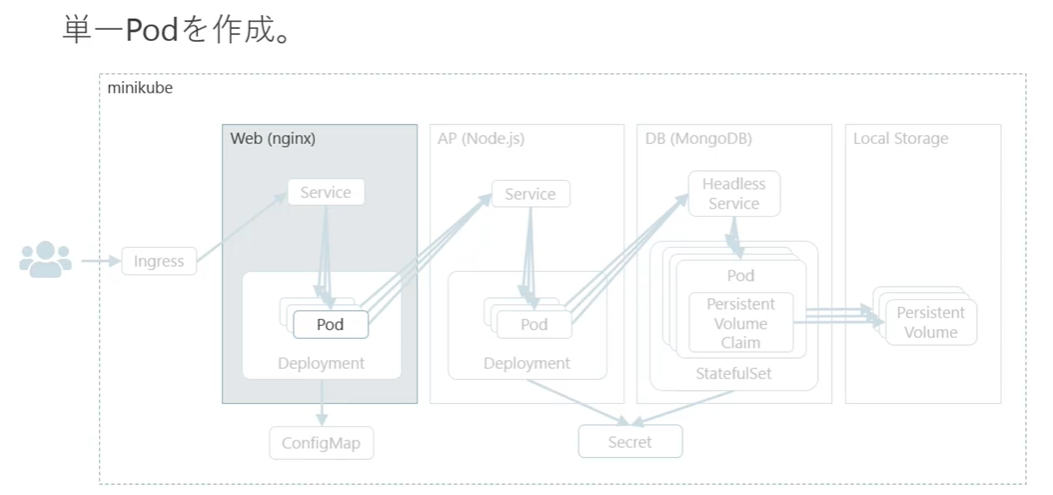 単一Podを作成。
minikube
Web (nginx)
AP (Node.js)
DB (MongoDB)
Local Storage
Service
Service
Headless
Service
Ingress
Pod
Deployment
Pod
Deployment
Pod
Persistent
Volume
Claim
StatefulSet
Persistent
Volume
ConfigMap
Secret